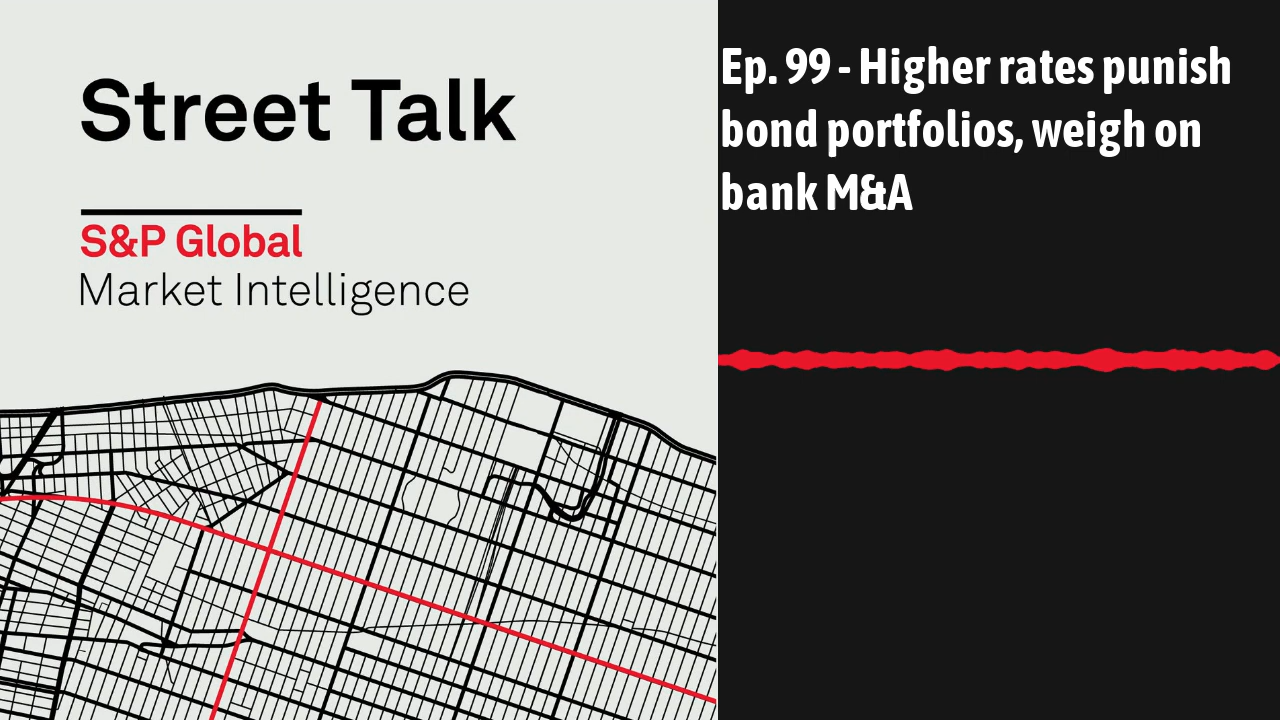 Street Talk
S&P Global
Market Intelligence
Ep. 99 - Higher rates punish
bond portfolios, weigh on
bank M&A